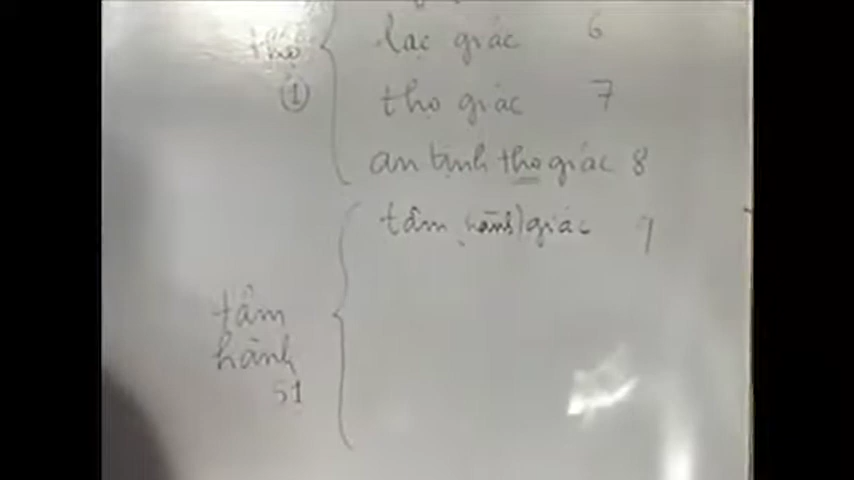 thọ
①
lạc giác 6
thọ giác 7
an tịnh thọ giác 8
tâm (hành) giác 9
tâm
hành
51